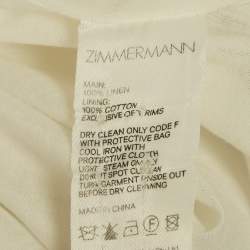 ZIMMERMANN
MAIN:
100% LINEN
LINING:
100% COTTON
EXCLUSIVE OF TRIMS
DRY CLEAN ONLY CODE F
WITH PROTECTIVE BAG
COOL IRON WITH
PROTECTIVE CLOTH
LIGHT STEAM ONLY
DO NOT SPOT CLEAN
TURN GARMENT INSIDE OUT
BEFORE DRY CLEANING
MADE IN CHINA